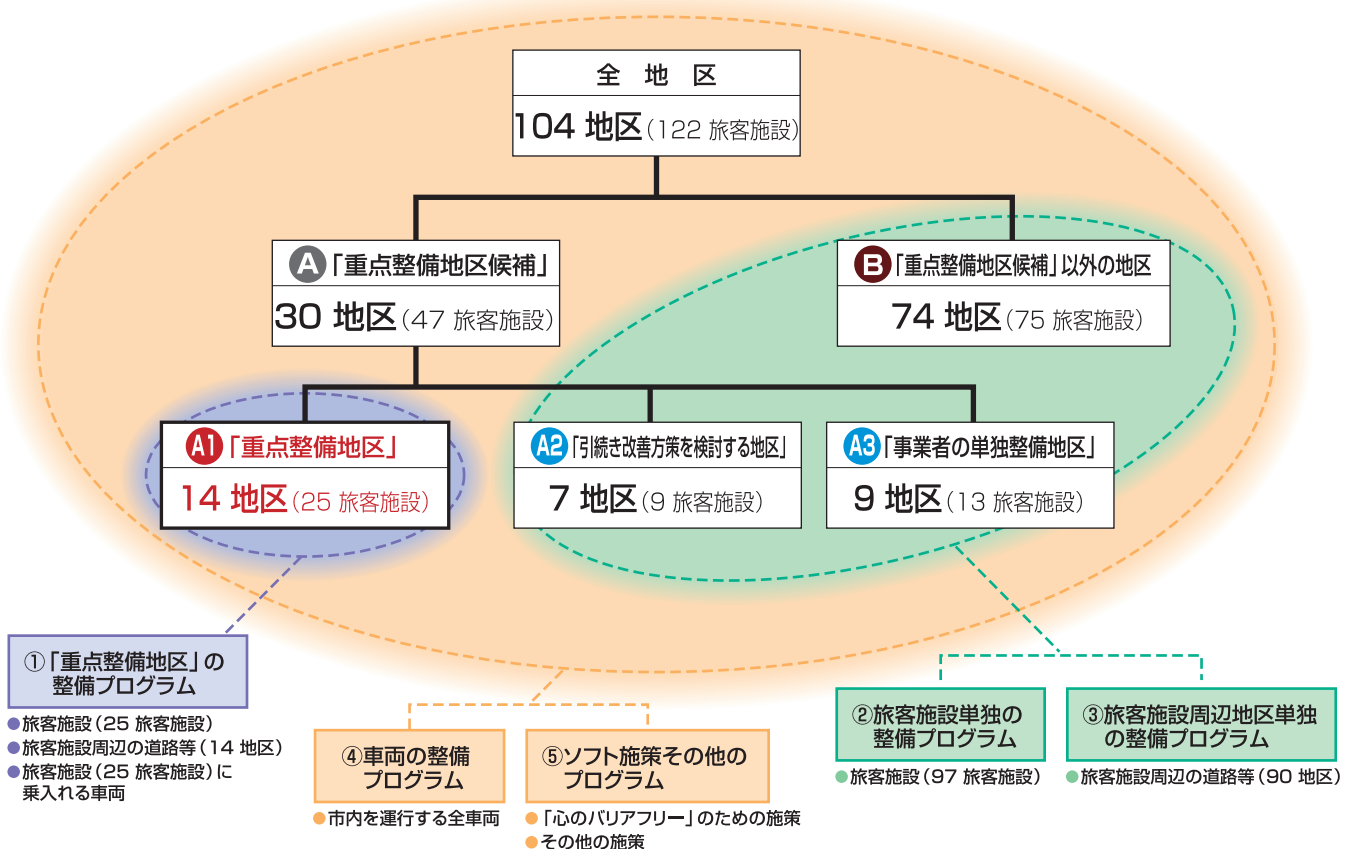 全 地 区
104 地区(122 旅客施設)
A「重点整備地区候補」
30 地区(47 旅客施設)
B「重点整備地区候補」以外の地区
74 地区(75 旅客施設)
A1「重点整備地区」
14 地区(25 旅客施設)
A2「引続き改善方策を検討する地区」
7 地区(9 旅客施設)
A3「事業者の単独整備地区」
9 地区(13 旅客施設)
①「重点整備地区」の
整備プログラム
●旅客施設(25 旅客施設)
●旅客施設周辺の道路等(14 地区)
●旅客施設(25 旅客施設)に
乗入れる車両
④車両の整備
プログラム
●市内を運行する全車両
⑤ソフト施策その他の
プログラム
●「心のバリアフリー」のための施策
●その他の施策
②旅客施設単独の
整備プログラム
●旅客施設(97 旅客施設)
③旅客施設周辺地区単独
の整備プログラム
●旅客施設周辺の道路等(90 地区)